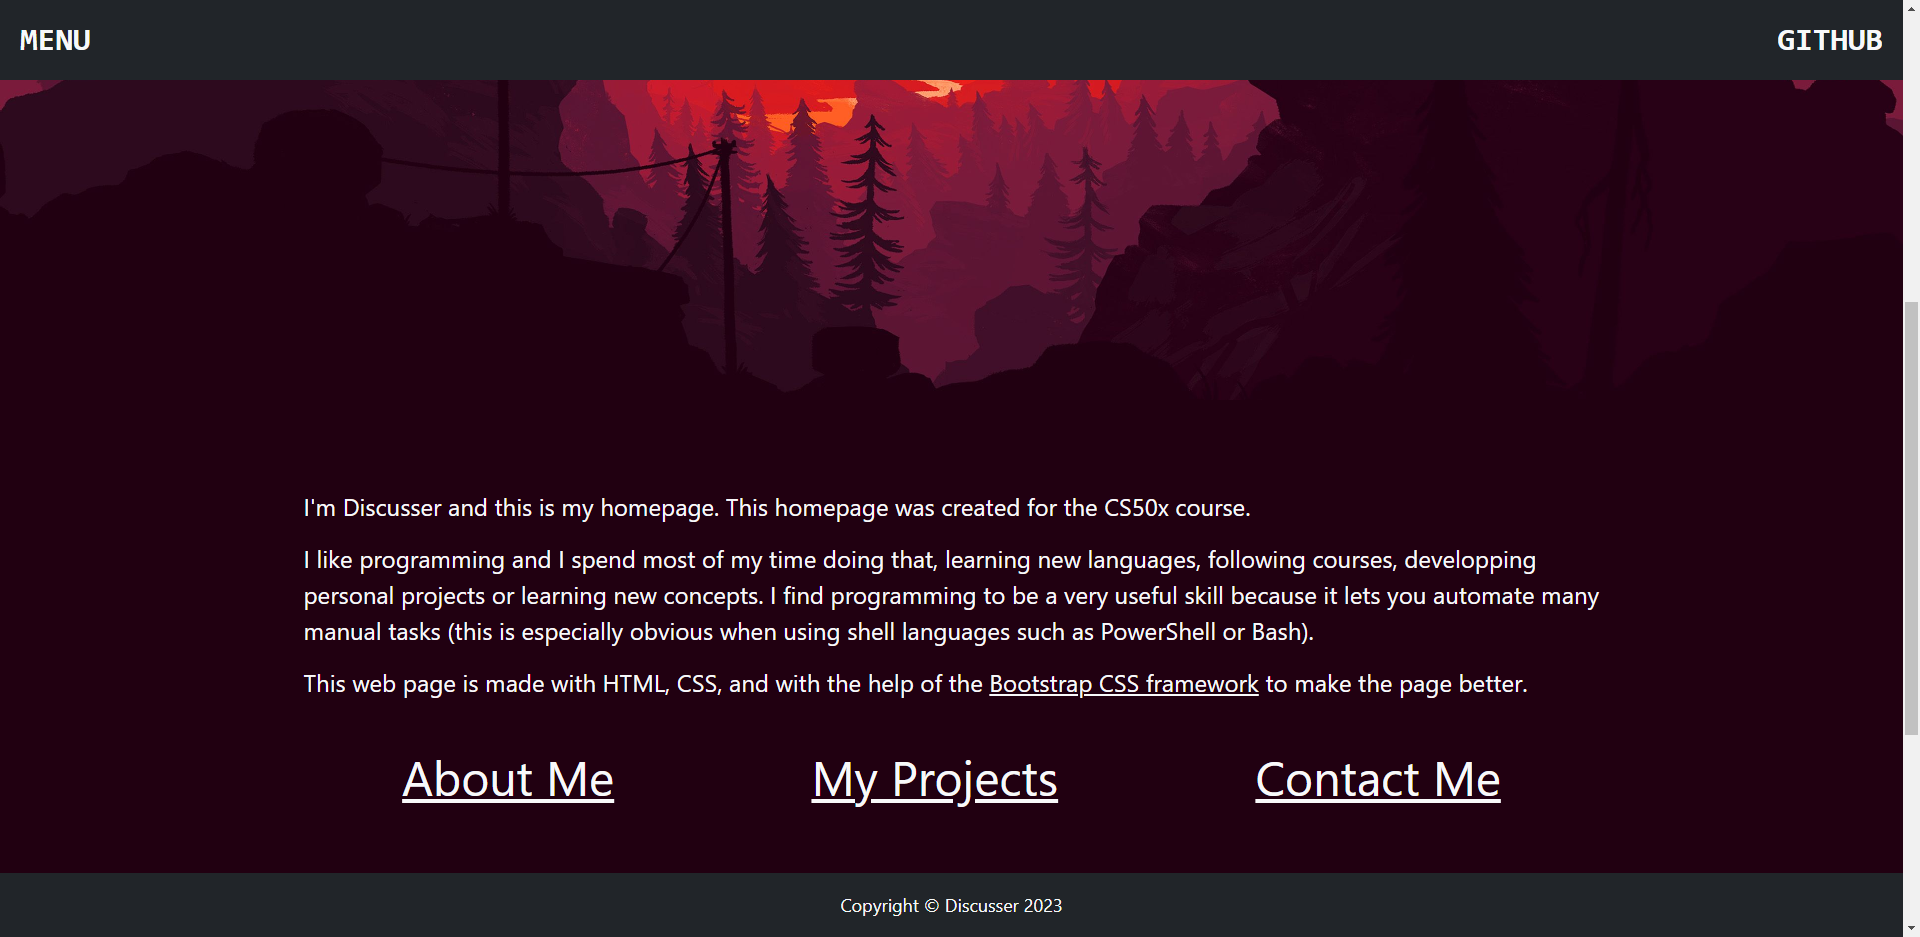 MENU GITHUB
I'm Discusser and this is my homepage. This homepage was created for the CS50x course.
I like programming and I spend most of my time doing that, learning new languages, following courses, developping
personal projects or learning new concepts. I find programming to be a very useful skill because it lets you automate many
manual tasks (this is especially obvious when using shell languages such as PowerShell or Bash).
This web page is made with HTML, CSS, and with the help of the Bootstrap CSS framework to make the page better.
About Me My Projects Contact Me
Copyright © Discusser 2023